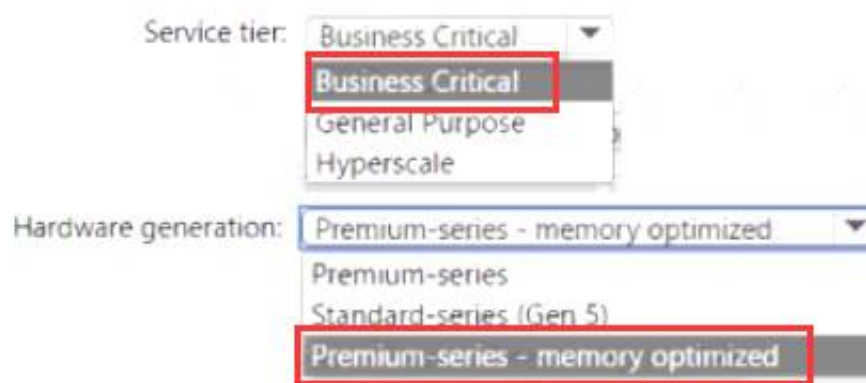 Service tier: Business Critical
Business Critical
General Purpose
Hyperscale
Hardware generation: Premium-series - memory optimized
Premium-series
Standard-series (Gen 5)
Premium-series - memory optimized